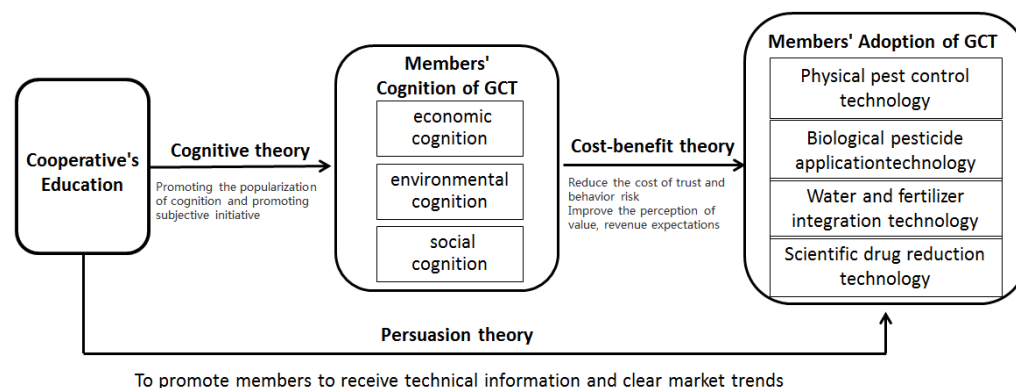 Cooperative's
Education
Cognitive theory
Promoting the popularization
of cognition and promoting
subjective initiative
Members'
Cognition of GCT
economic
cognition
environmental
cognition
social
cognition
Cost-benefit theory
Reduce the cost of trust and
behavior risk
Improve the perception of
value, revenue expectations
Members' Adoption of GCT
Physical pest control
technology
Biological pesticide
applicationtechnology
Water and fertilizer
integration technology
Scientific drug reduction
technology
Persuasion theory
To promote members to receive technical information and clear market trends